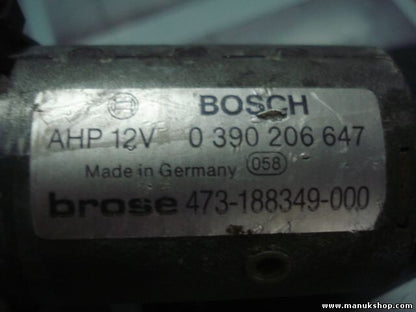 BOSCH
AHP 12V 0 390 206 647
Made in Germany 058
brose 473-188349-000
www.manukshop.com